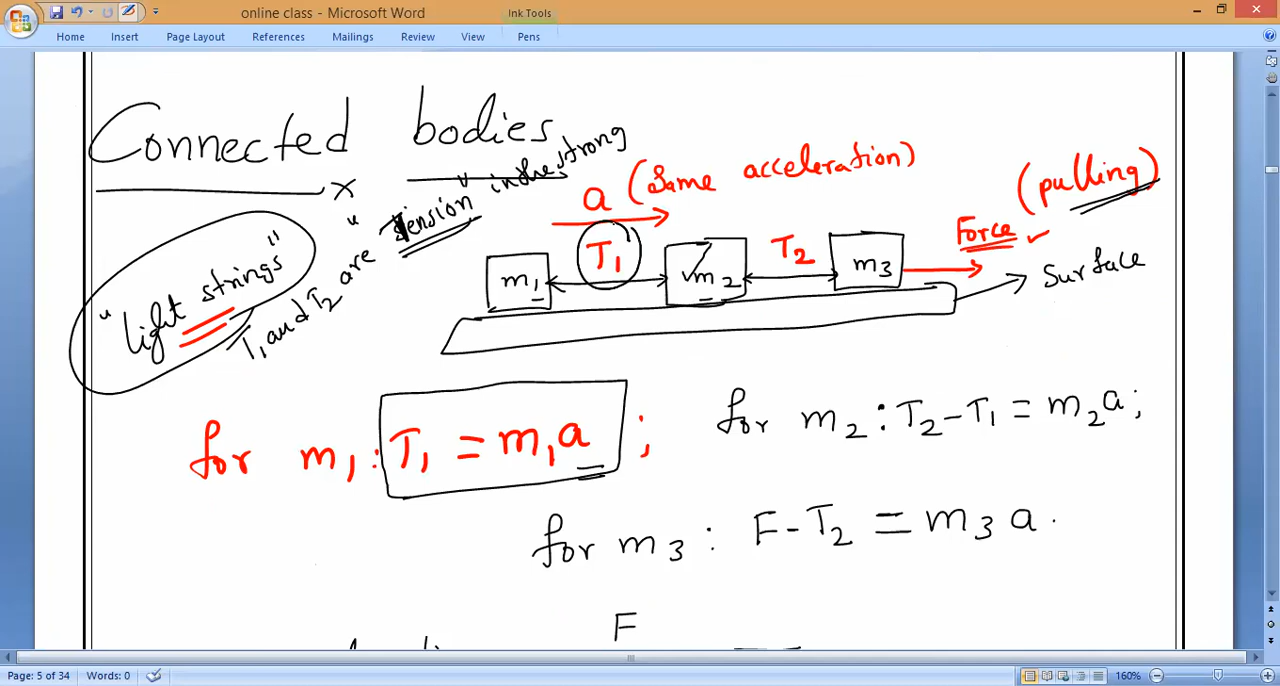 online class - Microsoft Word
Ink Tools
Home Insert Page Layout References Mailings Review View Pens
Connected bodies
"light strings"
T1 and T2 are Tension in the strong
a (Same acceleration)
(pulling)
Force
T1
T2
m1
m2
m3
Surface
for m1: T1 = m1a ;
for m2: T2-T1 = m2a;
for m3: F-T2 = m3a.
F
Page: 5 of 34 Words: 0 160%